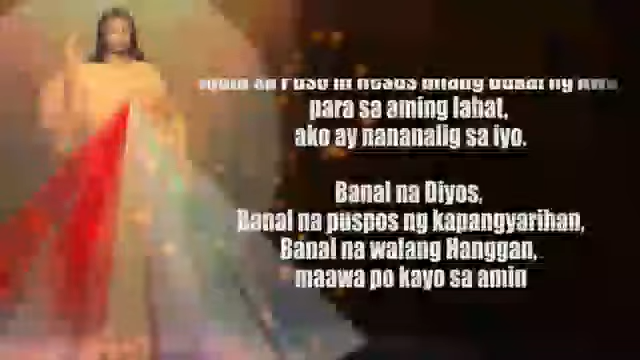 para sa aming lahat,
ako ay nananalig sa iyo.
Banal na Diyos,
Banal na puspos ng kapangyarihan,
Banal na walang Hanggan,
maawa po kayo sa amin